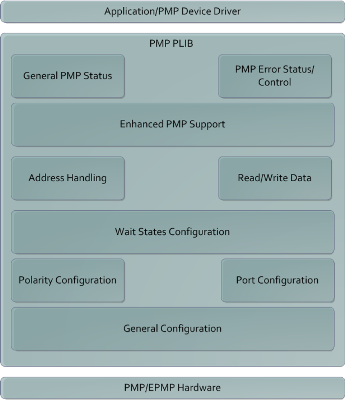 Application/PMP Device Driver
PMP PLIB
General PMP Status
PMP Error Status/
Control
Enhanced PMP Support
Address Handling
Read/Write Data
Wait States Configuration
Polarity Configuration
Port Configuration
General Configuration
PMP/EPMP Hardware